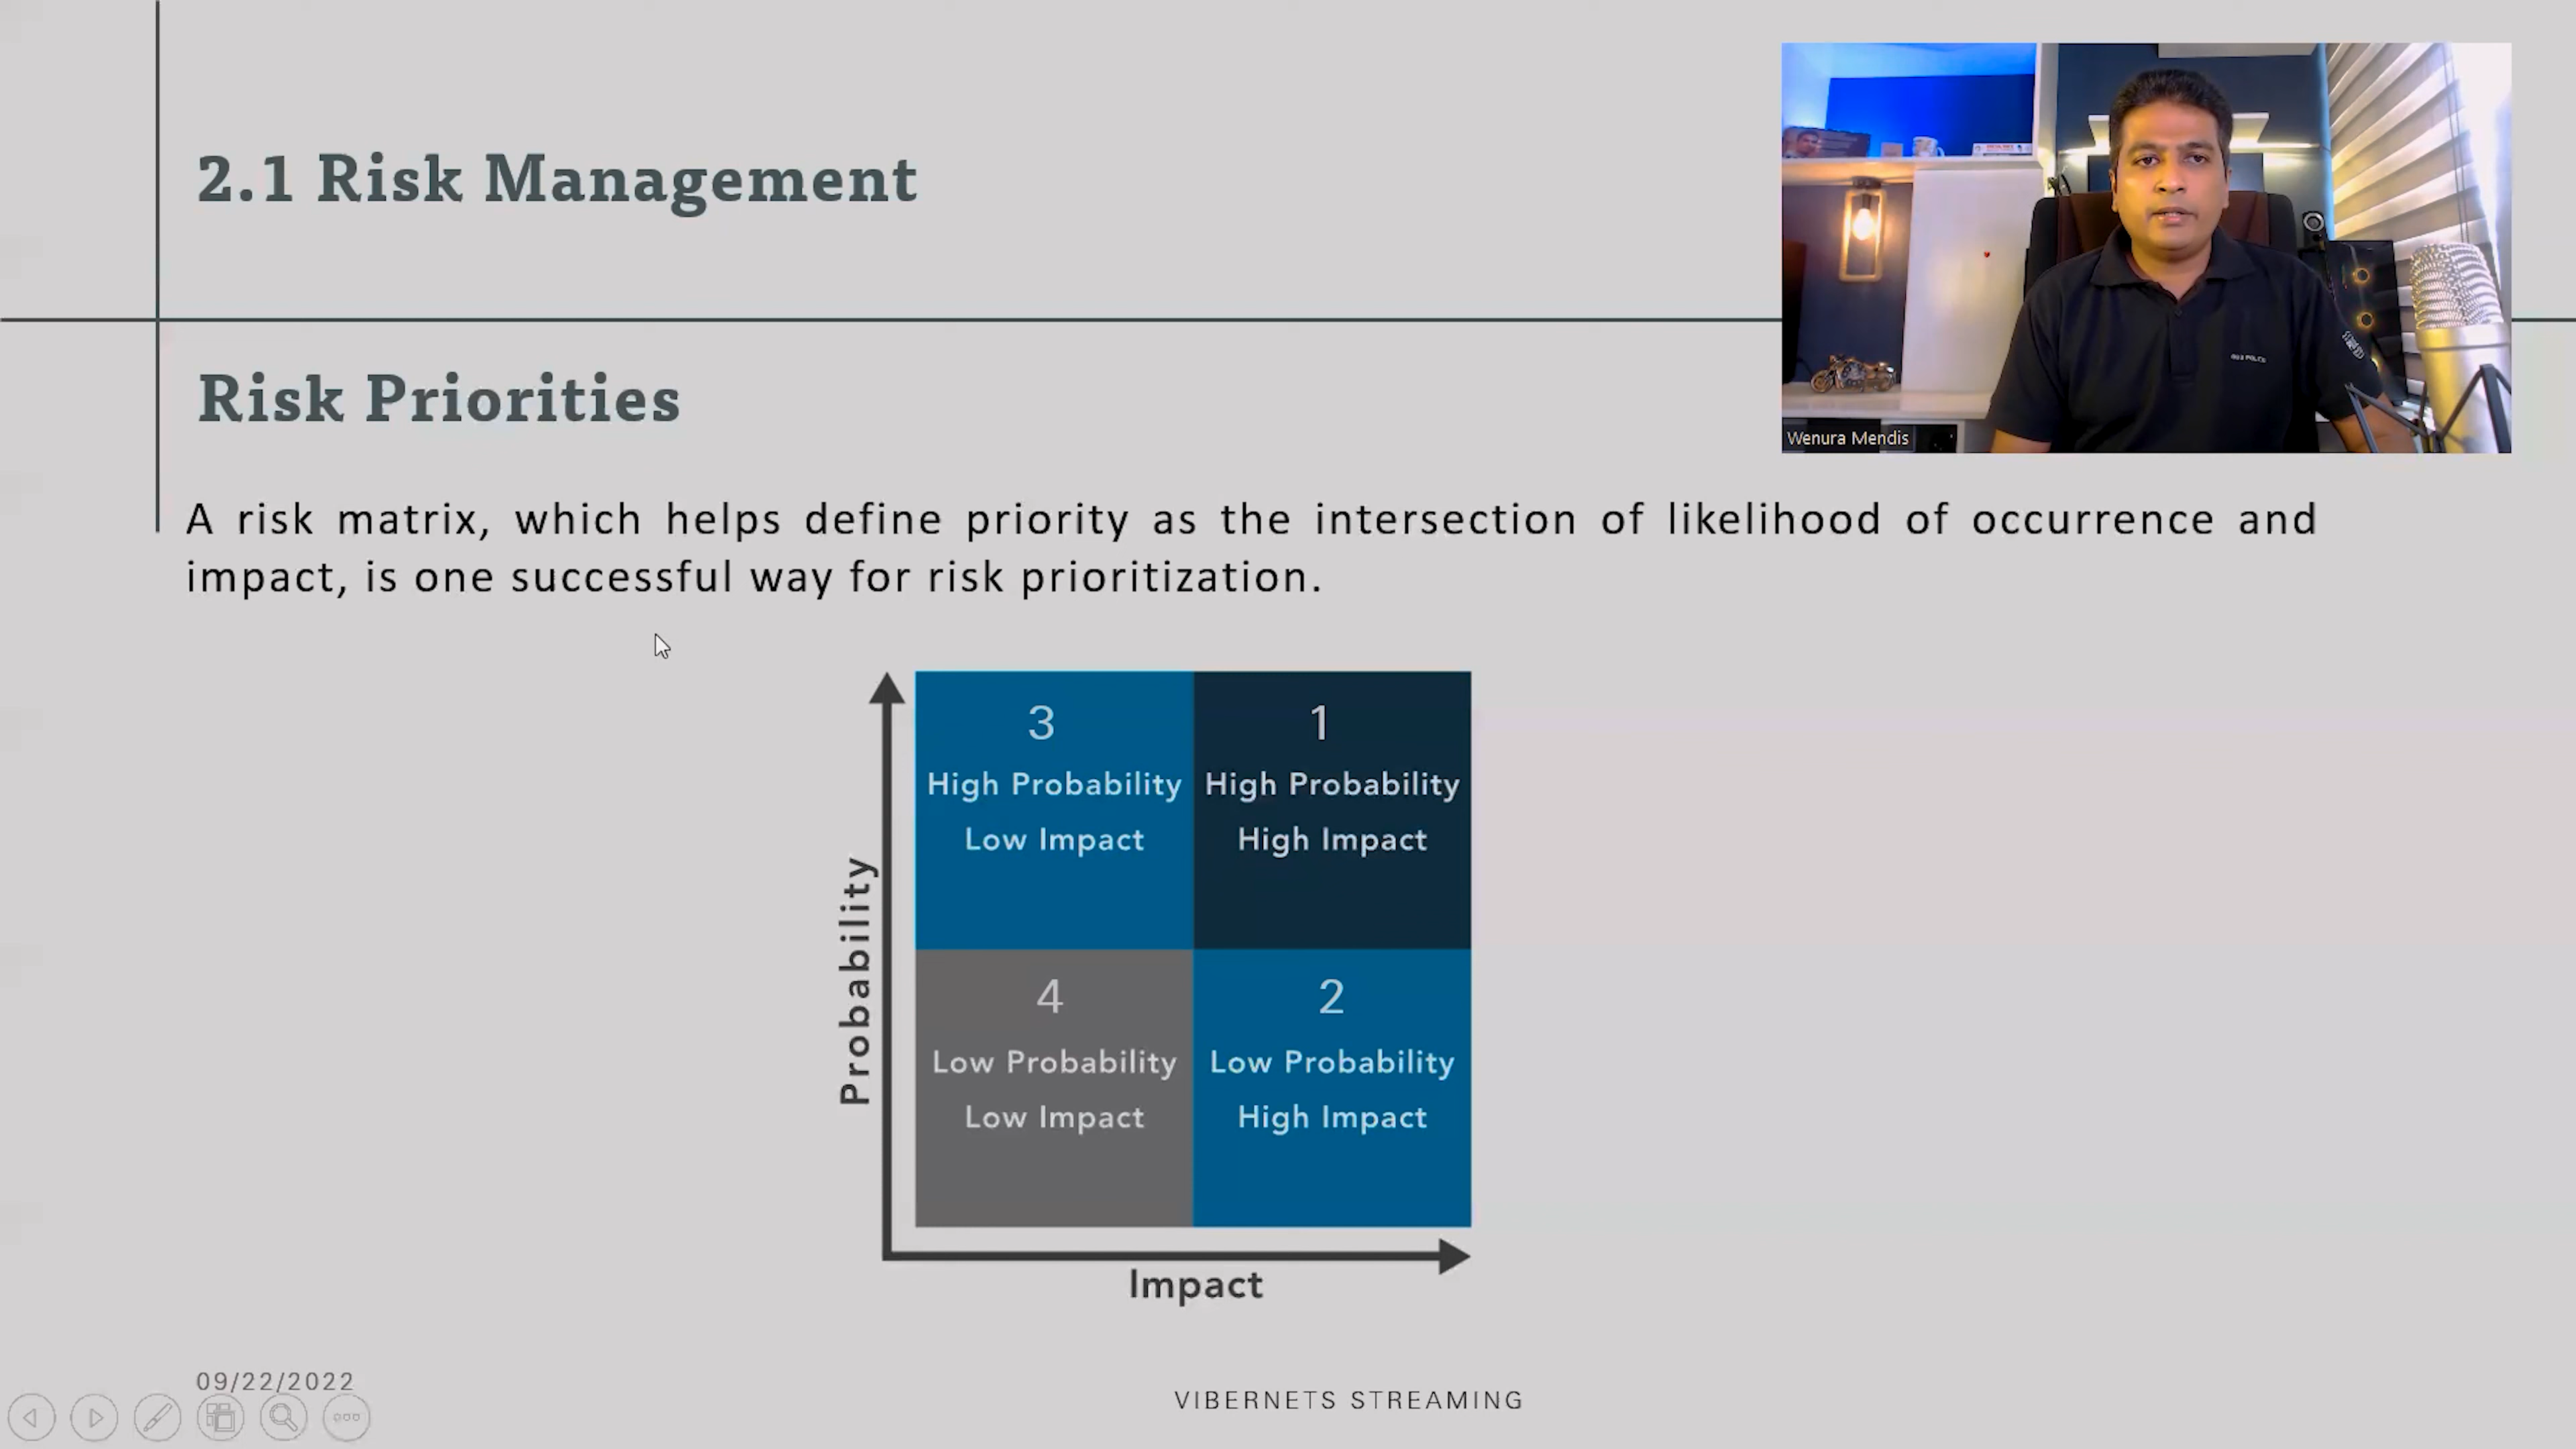 2.1 Risk Management
Wenura Mendis
Risk Priorities
A risk matrix, which helps define priority as the intersection of likelihood of occurrence and
impact, is one successful way for risk prioritization.
Probability
3
High Probability
Low Impact
1
High Probability
High Impact
4
Low Probability
Low Impact
2
Low Probability
High Impact
Impact
09/22/2022
VIBERNETS STREAMING